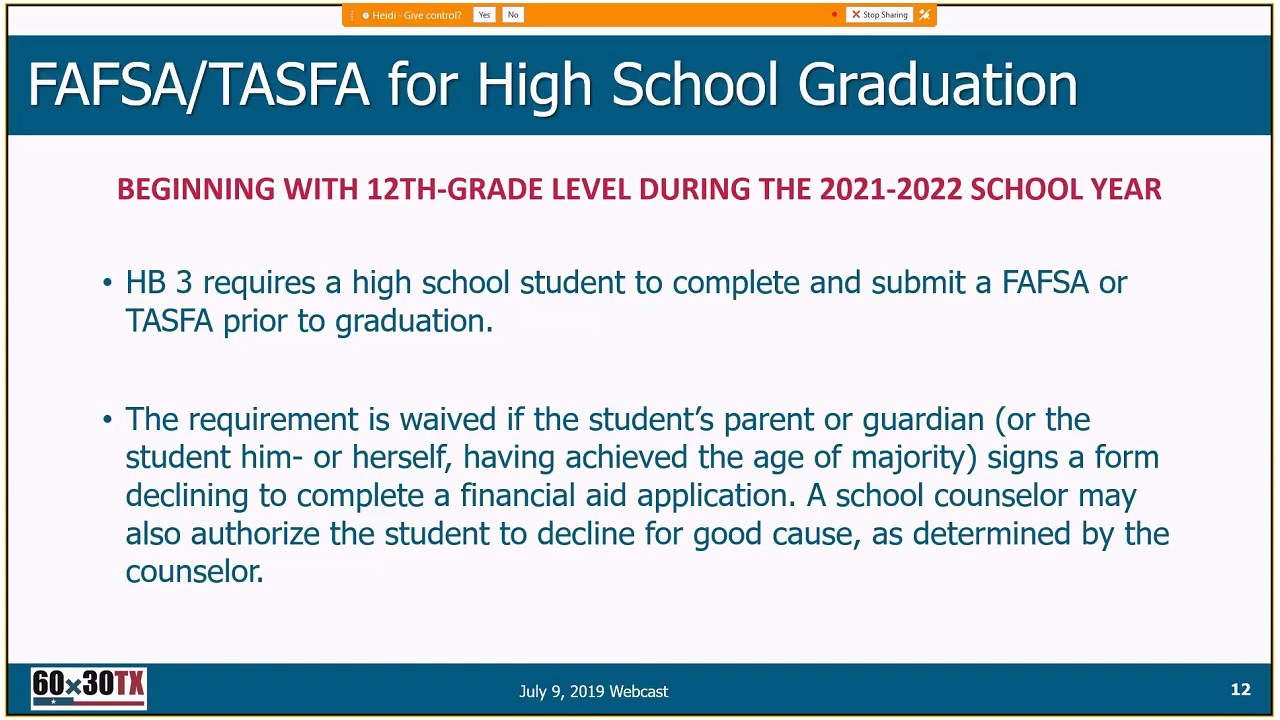 Heidi - Give control? Yes No Stop Sharing
FAFSA/TASFA for High School Graduation
BEGINNING WITH 12TH-GRADE LEVEL DURING THE 2021-2022 SCHOOL YEAR
• HB 3 requires a high school student to complete and submit a FAFSA or
TASFA prior to graduation.
• The requirement is waived if the student’s parent or guardian (or the
student him- or herself, having achieved the age of majority) signs a form
declining to complete a financial aid application. A school counselor may
also authorize the student to decline for good cause, as determined by the
counselor.
60x30TX
July 9, 2019 Webcast
12